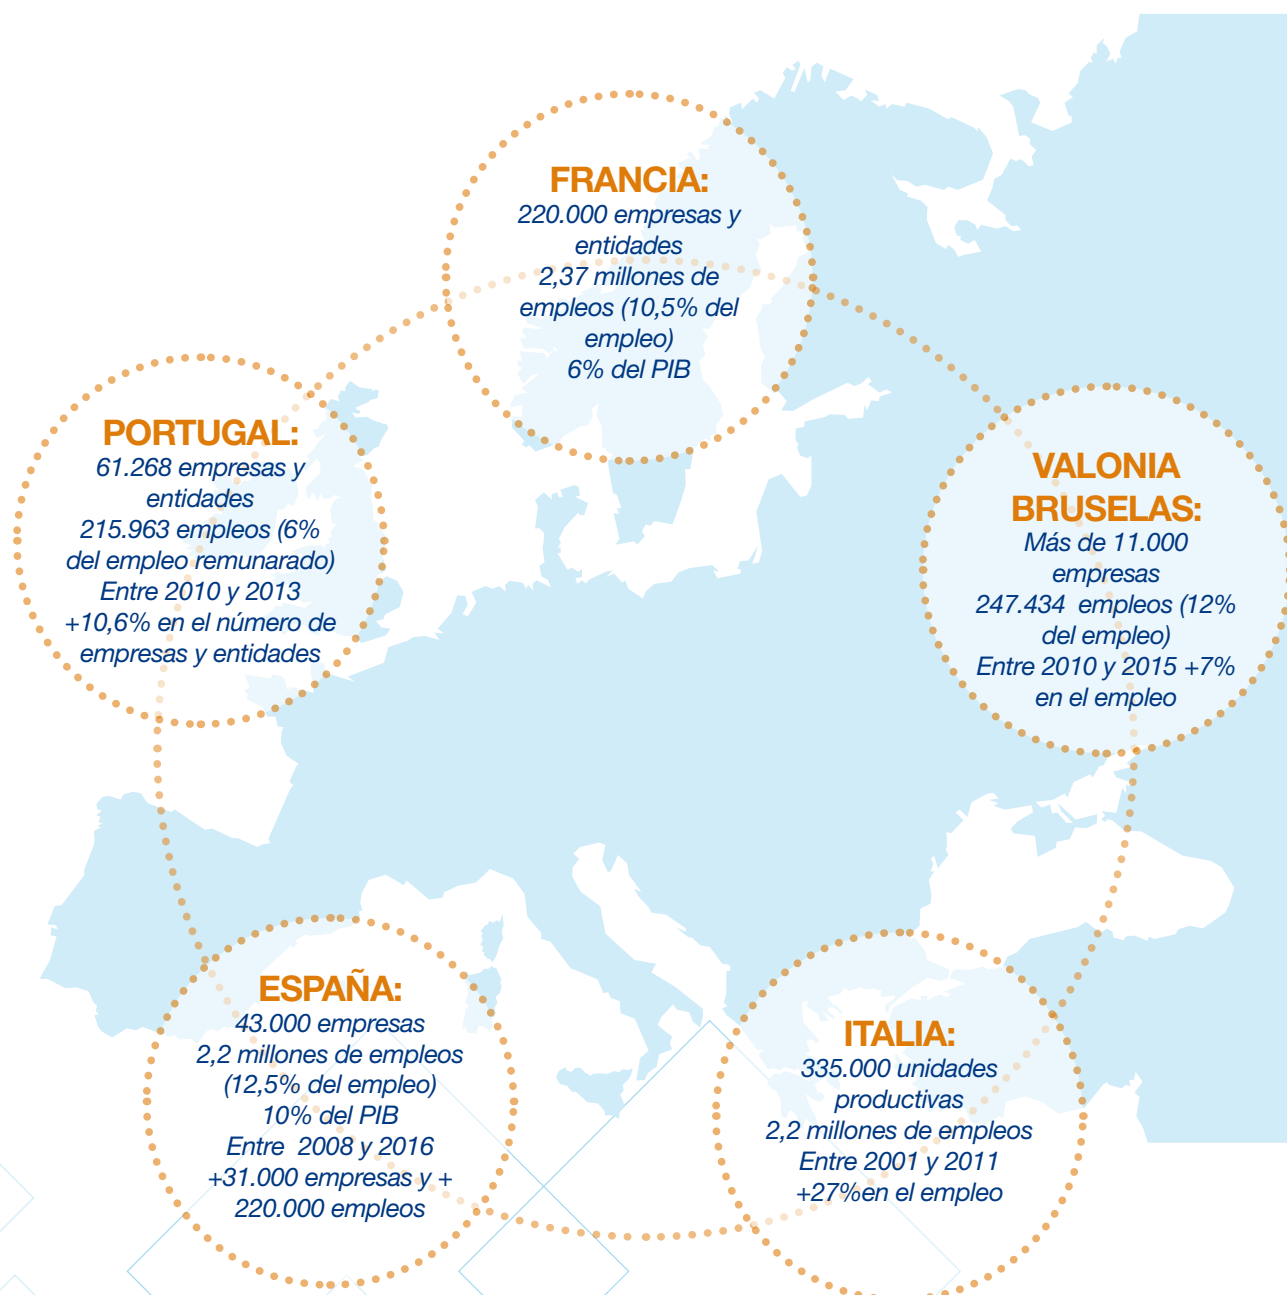 FRANCIA:
220.000 empresas y
entidades
2,37 millones de
empleos (10,5% del
empleo)
6% del PIB
PORTUGAL:
61.268 empresas y
entidades
215.963 empleos (6%
del empleo remunarado)
Entre 2010 y 2013
+10,6% en el número de
empresas y entidades
VALONIA
BRUSELAS:
Más de 11.000
empresas
247.434 empleos (12%
del empleo)
Entre 2010 y 2015 +7%
en el empleo
ESPAÑA:
43.000 empresas
2,2 millones de empleos
(12,5% del empleo)
10% del PIB
Entre 2008 y 2016
+31.000 empresas y +
220.000 empleos
ITALIA:
335.000 unidades
productivas
2,2 millones de empleos
Entre 2001 y 2011
+27%en el empleo